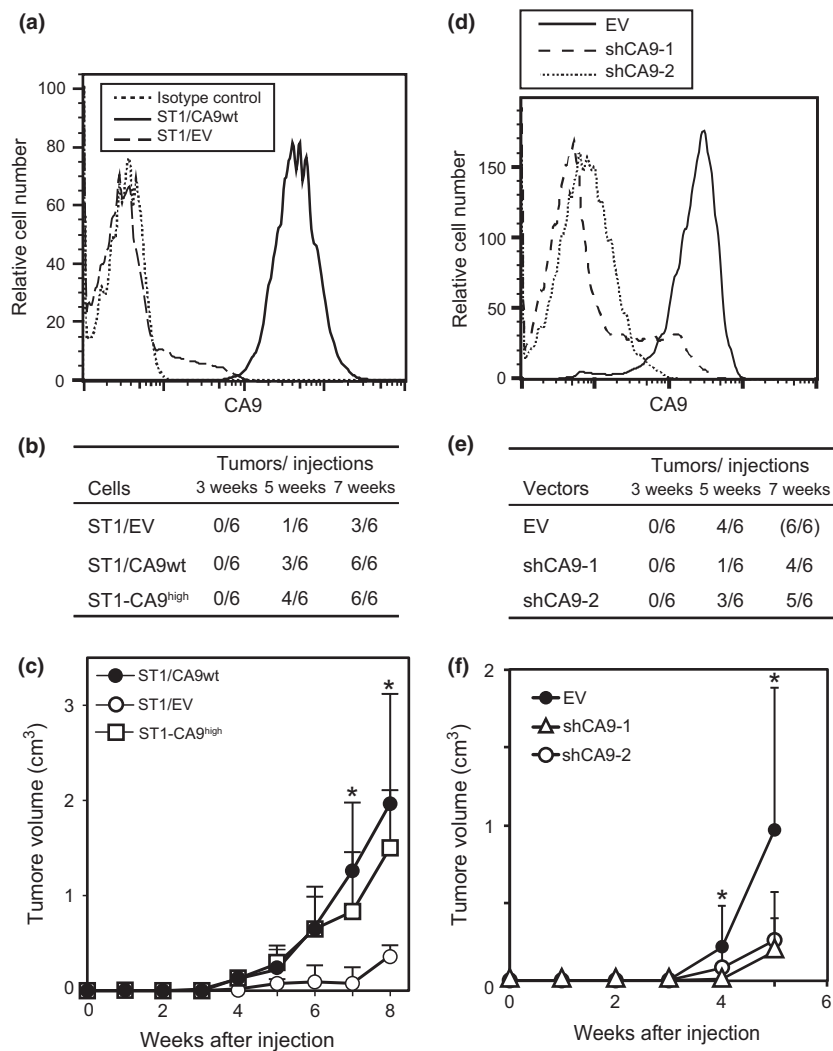 (a)
Isotype control
ST1/CA9wt
ST1/EV
Relative cell number
100
80
60
40
20
0
CA9
(b)
Tumors/ injections
Cells 3 weeks 5 weeks 7 weeks
ST1/EV 0/6 1/6 3/6
ST1/CA9wt 0/6 3/6 6/6
ST1-CA9high 0/6 4/6 6/6
(c)
ST1/CA9wt
ST1/EV
ST1-CA9high
Tumore volume (cm3)
3
2
1
0
* *
0 2 4 6 8
Weeks after injection
(d)
EV
shCA9-1
shCA9-2
Relative cell number
150
100
50
0
CA9
(e)
Tumors/ injections
Vectors 3 weeks 5 weeks 7 weeks
EV 0/6 4/6 (6/6)
shCA9-1 0/6 1/6 4/6
shCA9-2 0/6 3/6 5/6
(f)
EV
shCA9-1
shCA9-2
Tumore volume (cm3)
2
1
0
* *
0 2 4 6
Weeks after injection